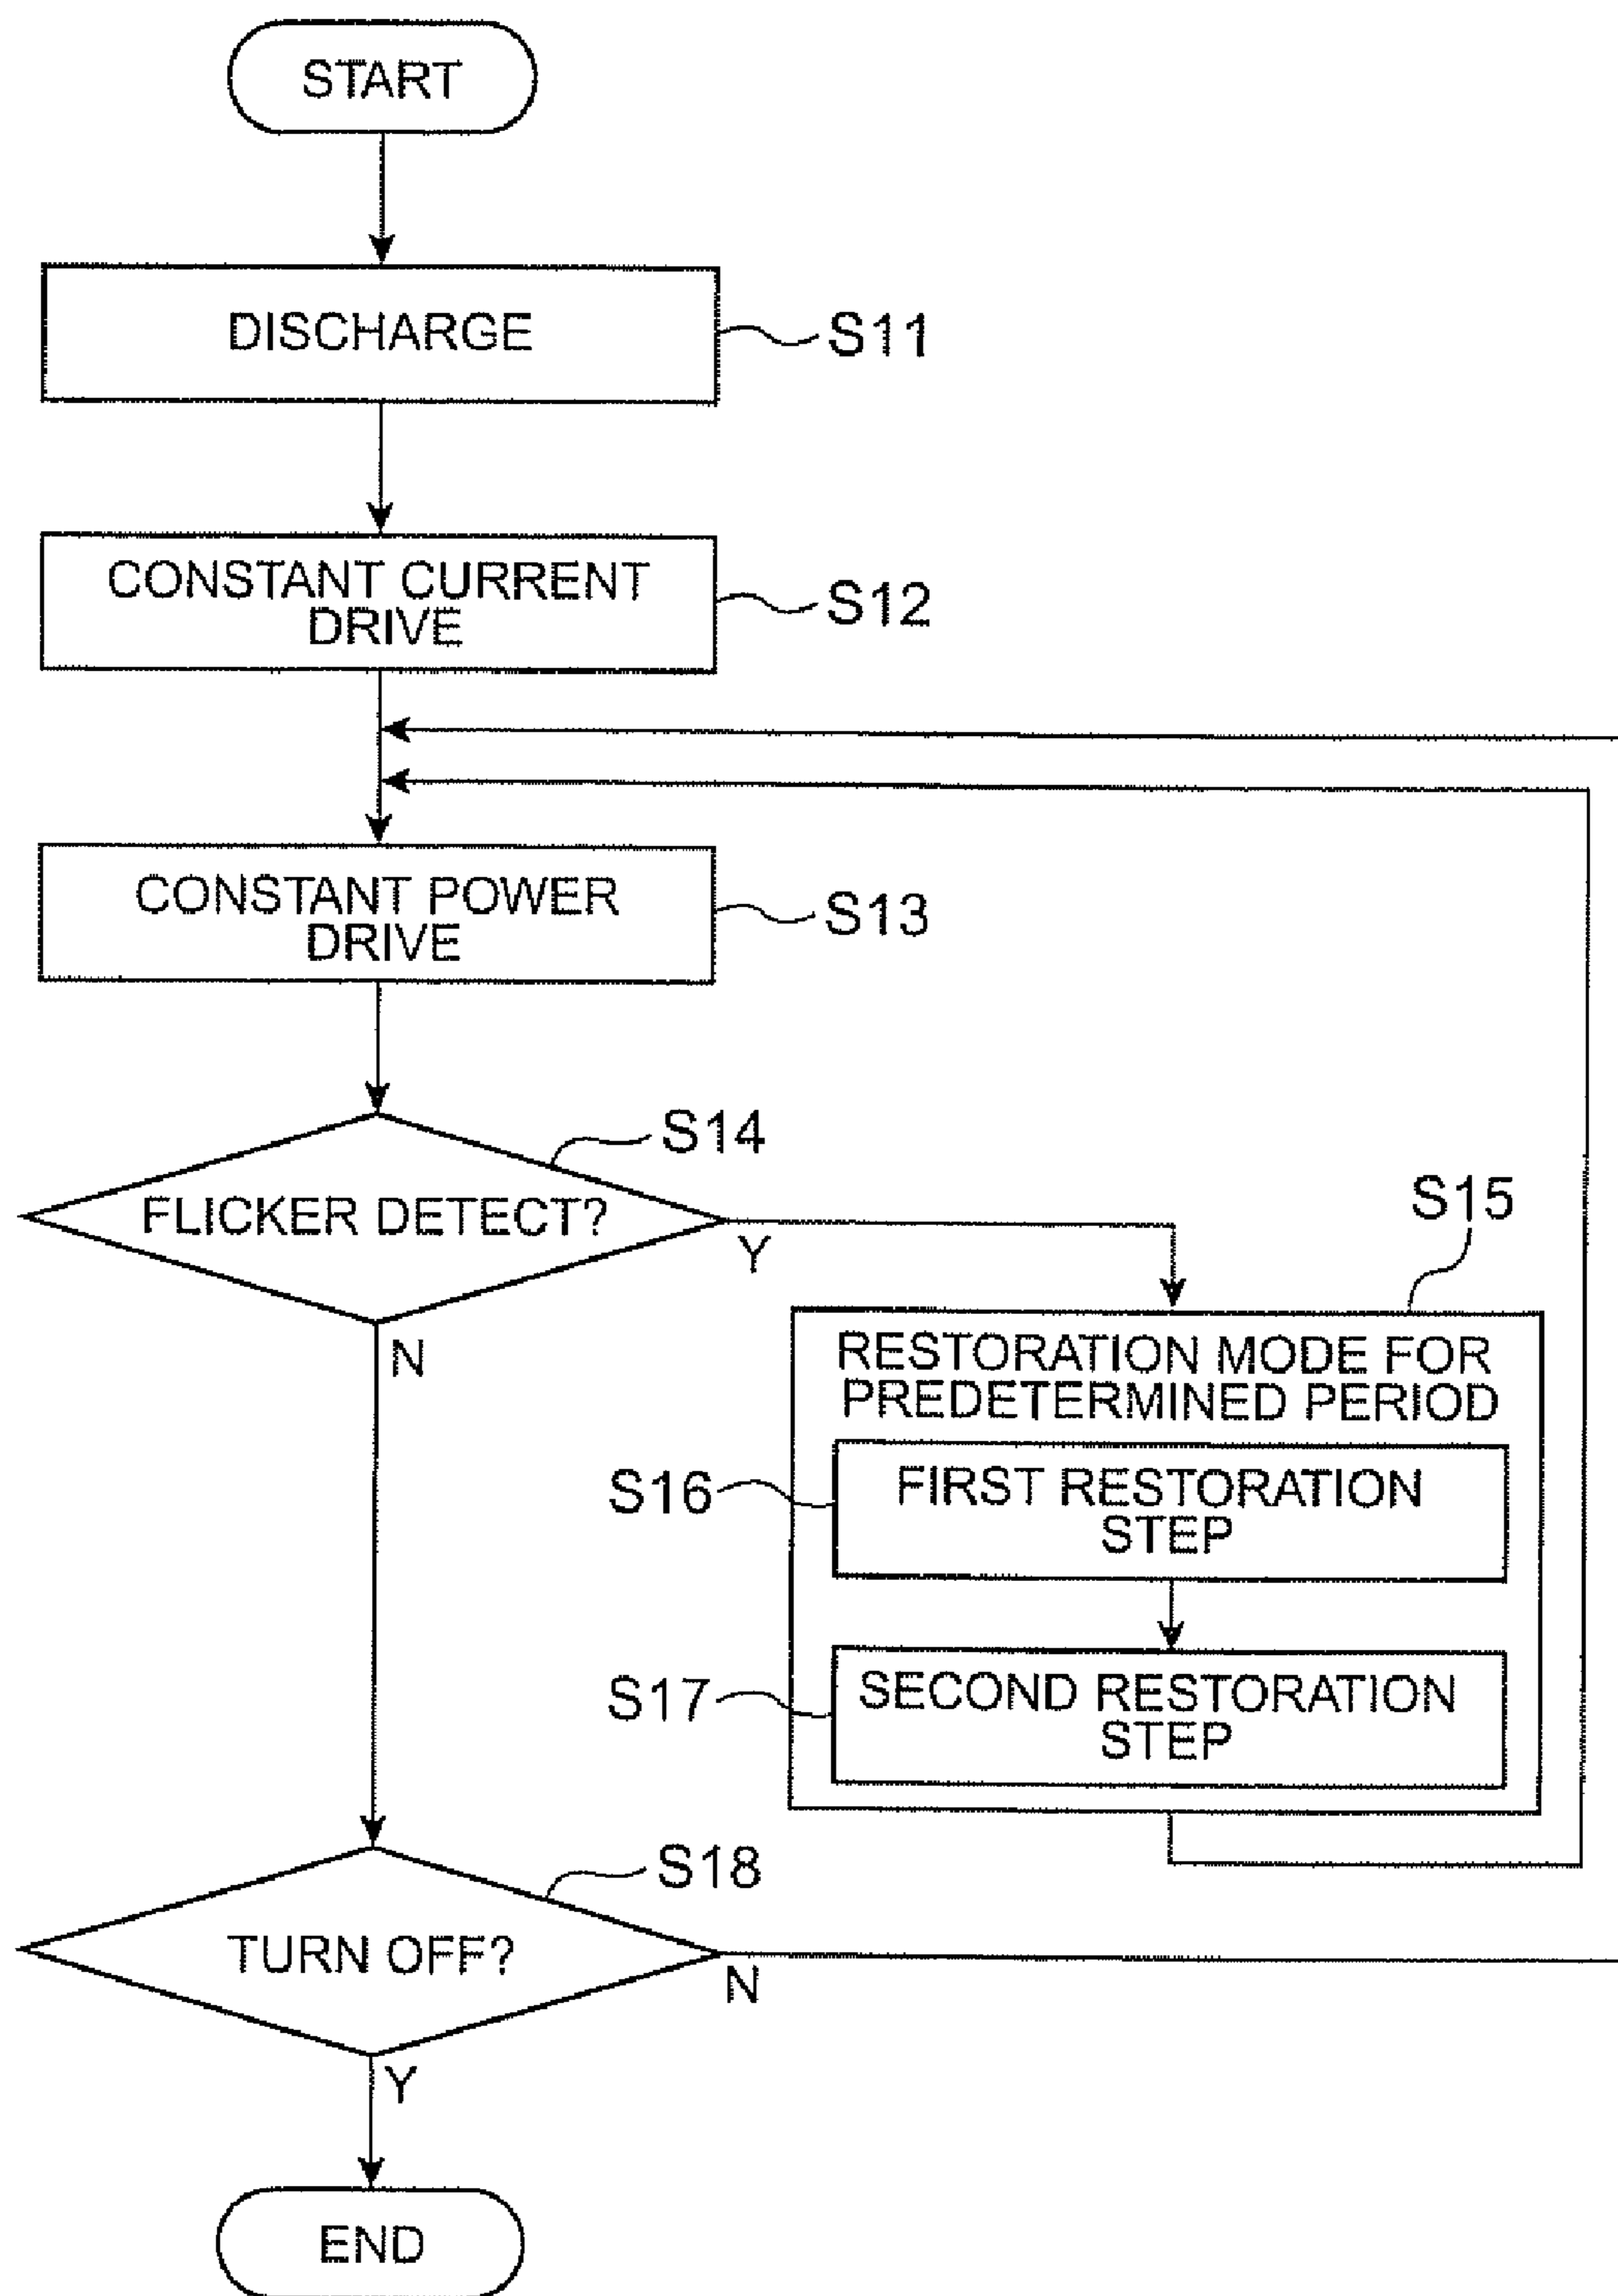 START
DISCHARGE
S11
CONSTANT CURRENT
DRIVE
S12
CONSTANT POWER
DRIVE
S13
S14
FLICKER DETECT?
Y
N
S15
RESTORATION MODE FOR
PREDETERMINED PERIOD
S16
FIRST RESTORATION
STEP
S17
SECOND RESTORATION
STEP
S18
TURN OFF?
N
Y
END